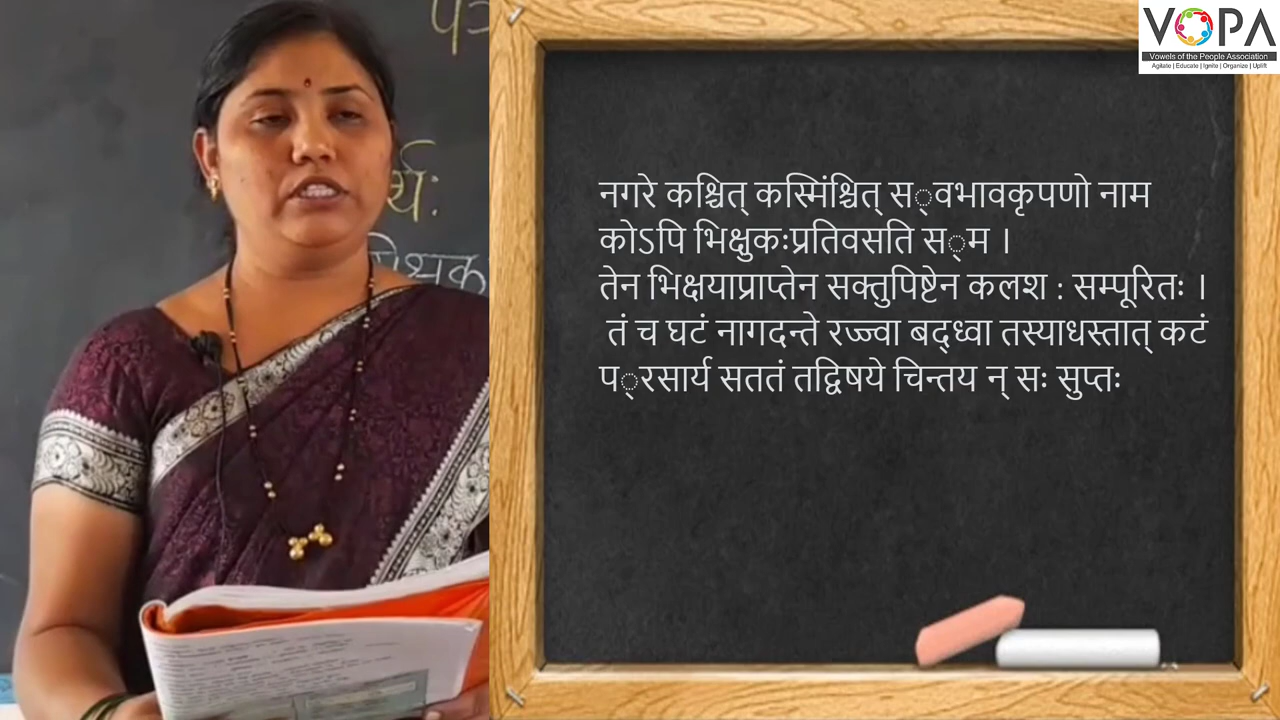 VOPA
Vowels of the People Association
Agitate | Educate | Ignite | Organize | Uplift
नगरे कश्चित् कस्मिंश्चित् स्‌वभावकृपणो नाम
कोऽपि भिक्षुकःप्रतिवसति स्‌म ।
तेन भिक्षयाप्राप्तेन सक्तुपिष्टेन कलश : सम्पूरितः ।
तं च घटं नागदन्ते रज्ज्वा बद्ध्वा तस्याधस्तात् कटं
प्‌रसार्य सततं तद्विषये चिन्तय न् सः सुप्तः